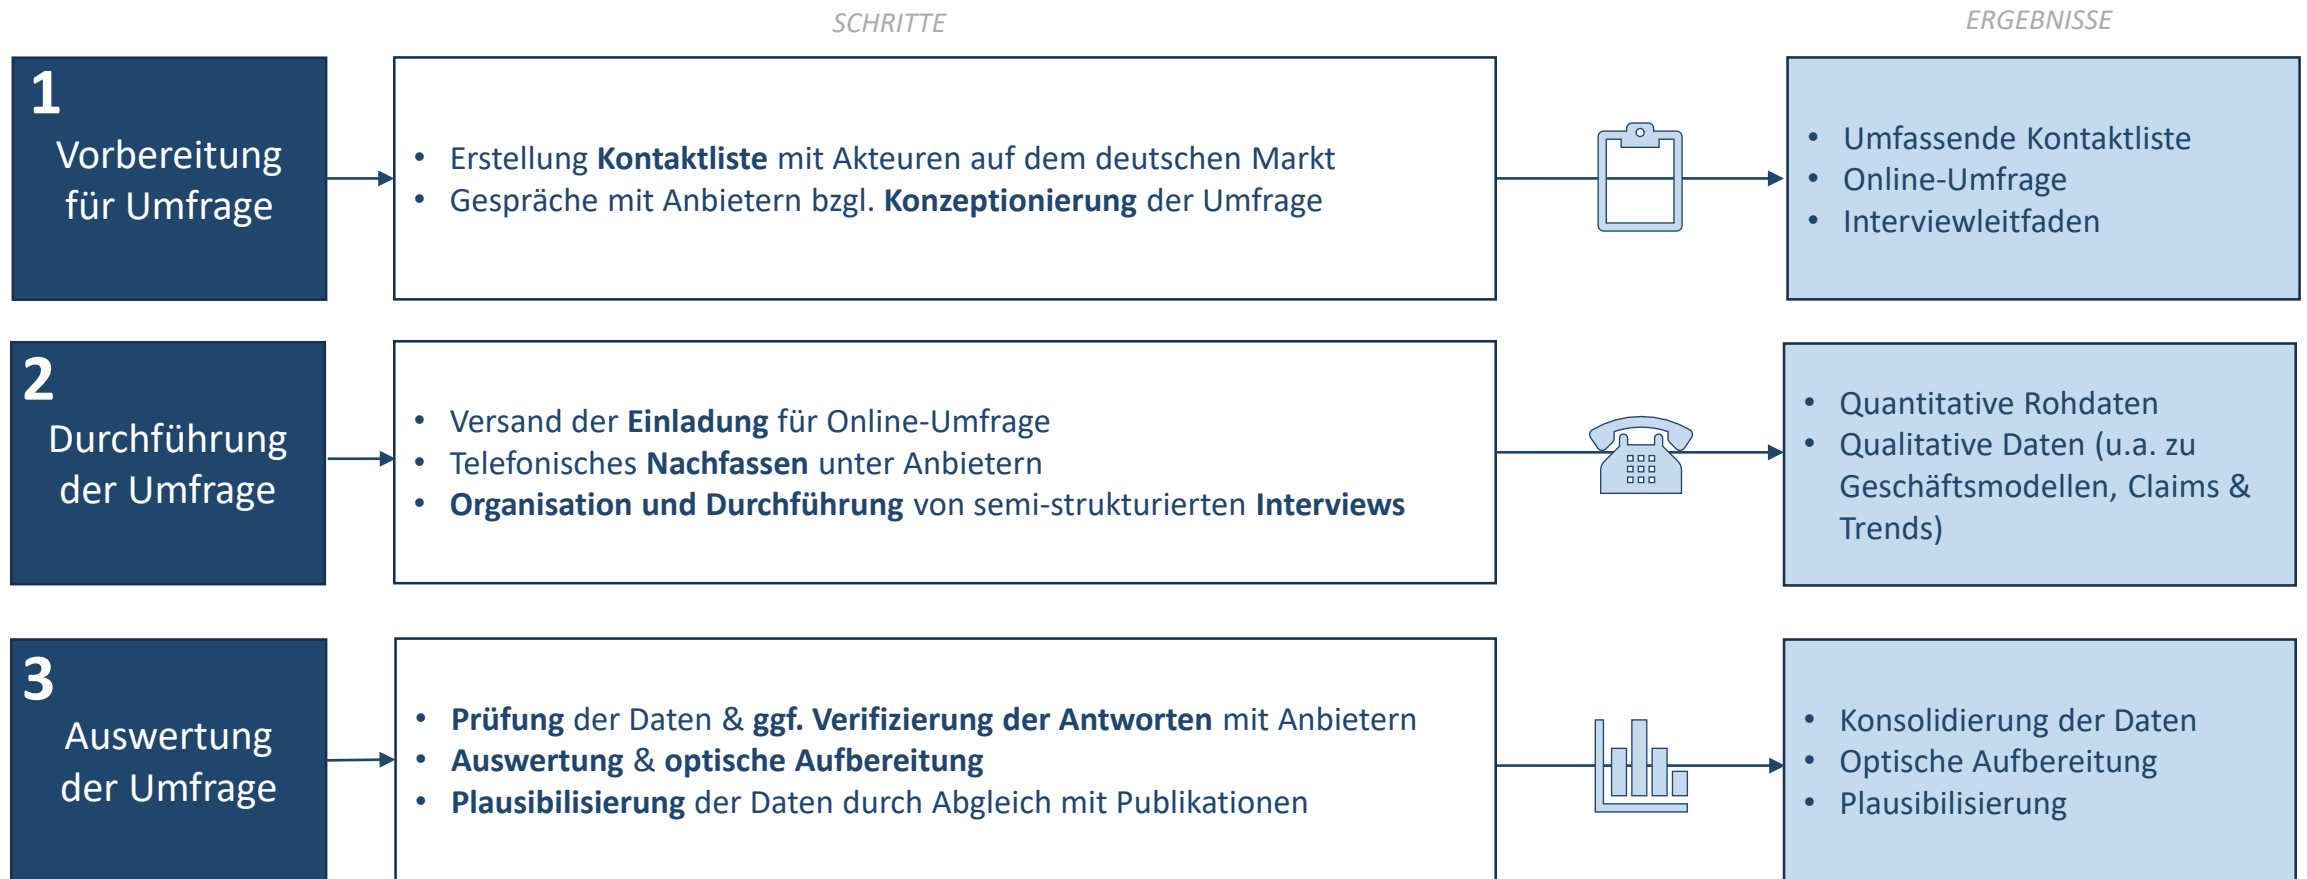 SCHRITTE
ERGEBNISSE
1
Vorbereitung
für Umfrage
• Erstellung Kontaktliste mit Akteuren auf dem deutschen Markt
• Gespräche mit Anbietern bzgl. Konzeptionierung der Umfrage
• Umfassende Kontaktliste
• Online-Umfrage
• Interviewleitfaden
2
Durchführung
der Umfrage
• Versand der Einladung für Online-Umfrage
• Telefonisches Nachfassen unter Anbietern
• Organisation und Durchführung von semi-strukturierten Interviews
• Quantitative Rohdaten
• Qualitative Daten (u.a. zu
Geschäftsmodellen, Claims &
Trends)
3
Auswertung
der Umfrage
• Prüfung der Daten & ggf. Verifizierung der Antworten mit Anbietern
• Auswertung & optische Aufbereitung
• Plausibilisierung der Daten durch Abgleich mit Publikationen
• Konsolidierung der Daten
• Optische Aufbereitung
• Plausibilisierung